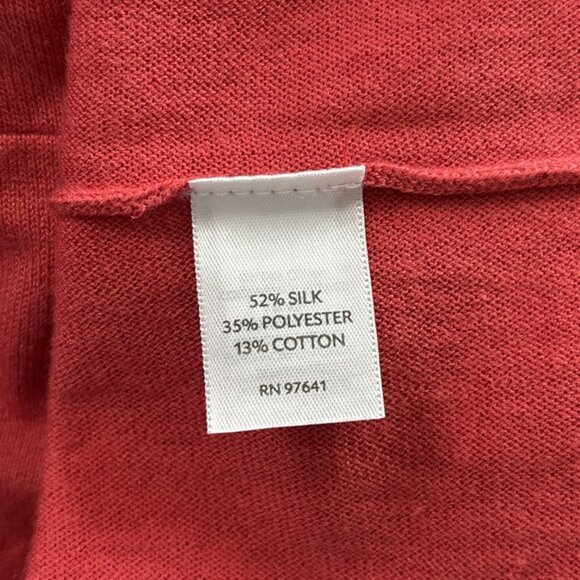 52% SILK
35% POLYESTER
13% COTTON
RN 97641